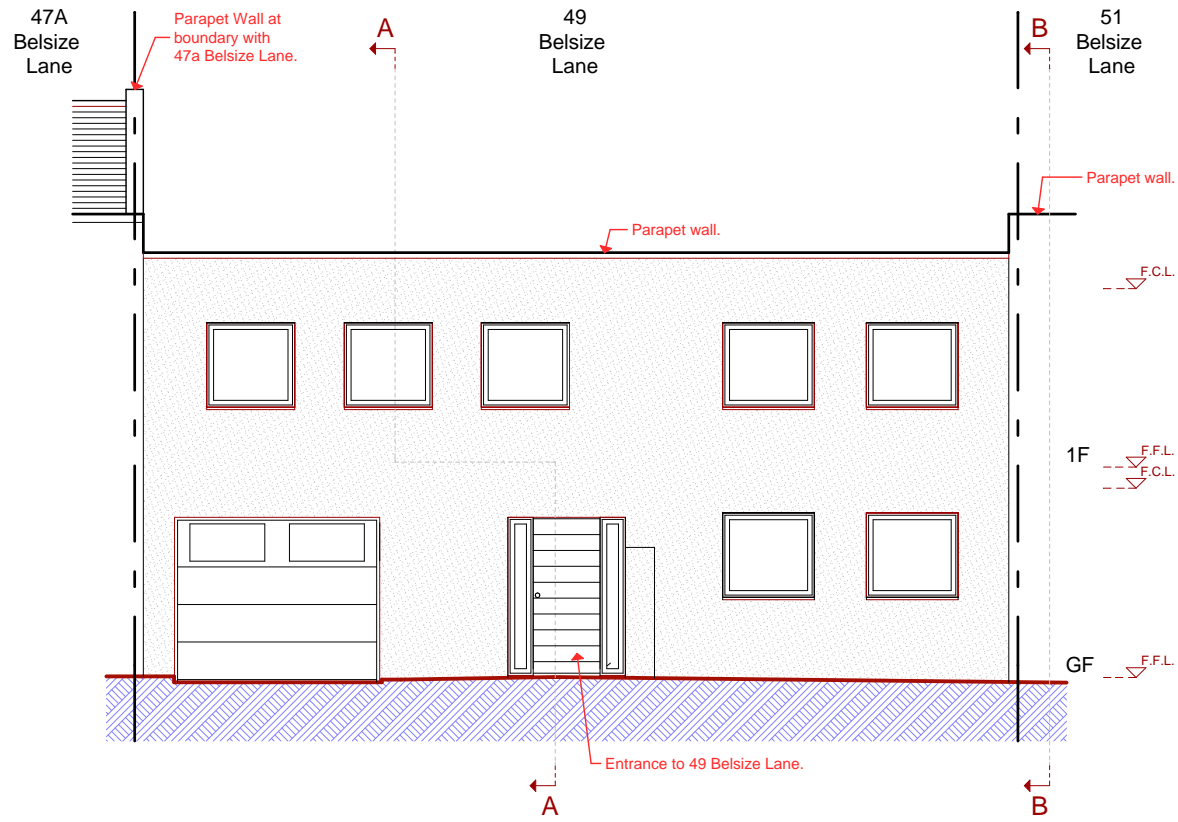 47A
Belsize
Lane
Parapet Wall at
boundary with
47a Belsize Lane.
A
49
Belsize
Lane
B
51
Belsize
Lane
Parapet wall.
Parapet wall.
F.C.L.
1F
F.F.L.
F.C.L.
GF
F.F.L.
Entrance to 49 Belsize Lane.
A
B